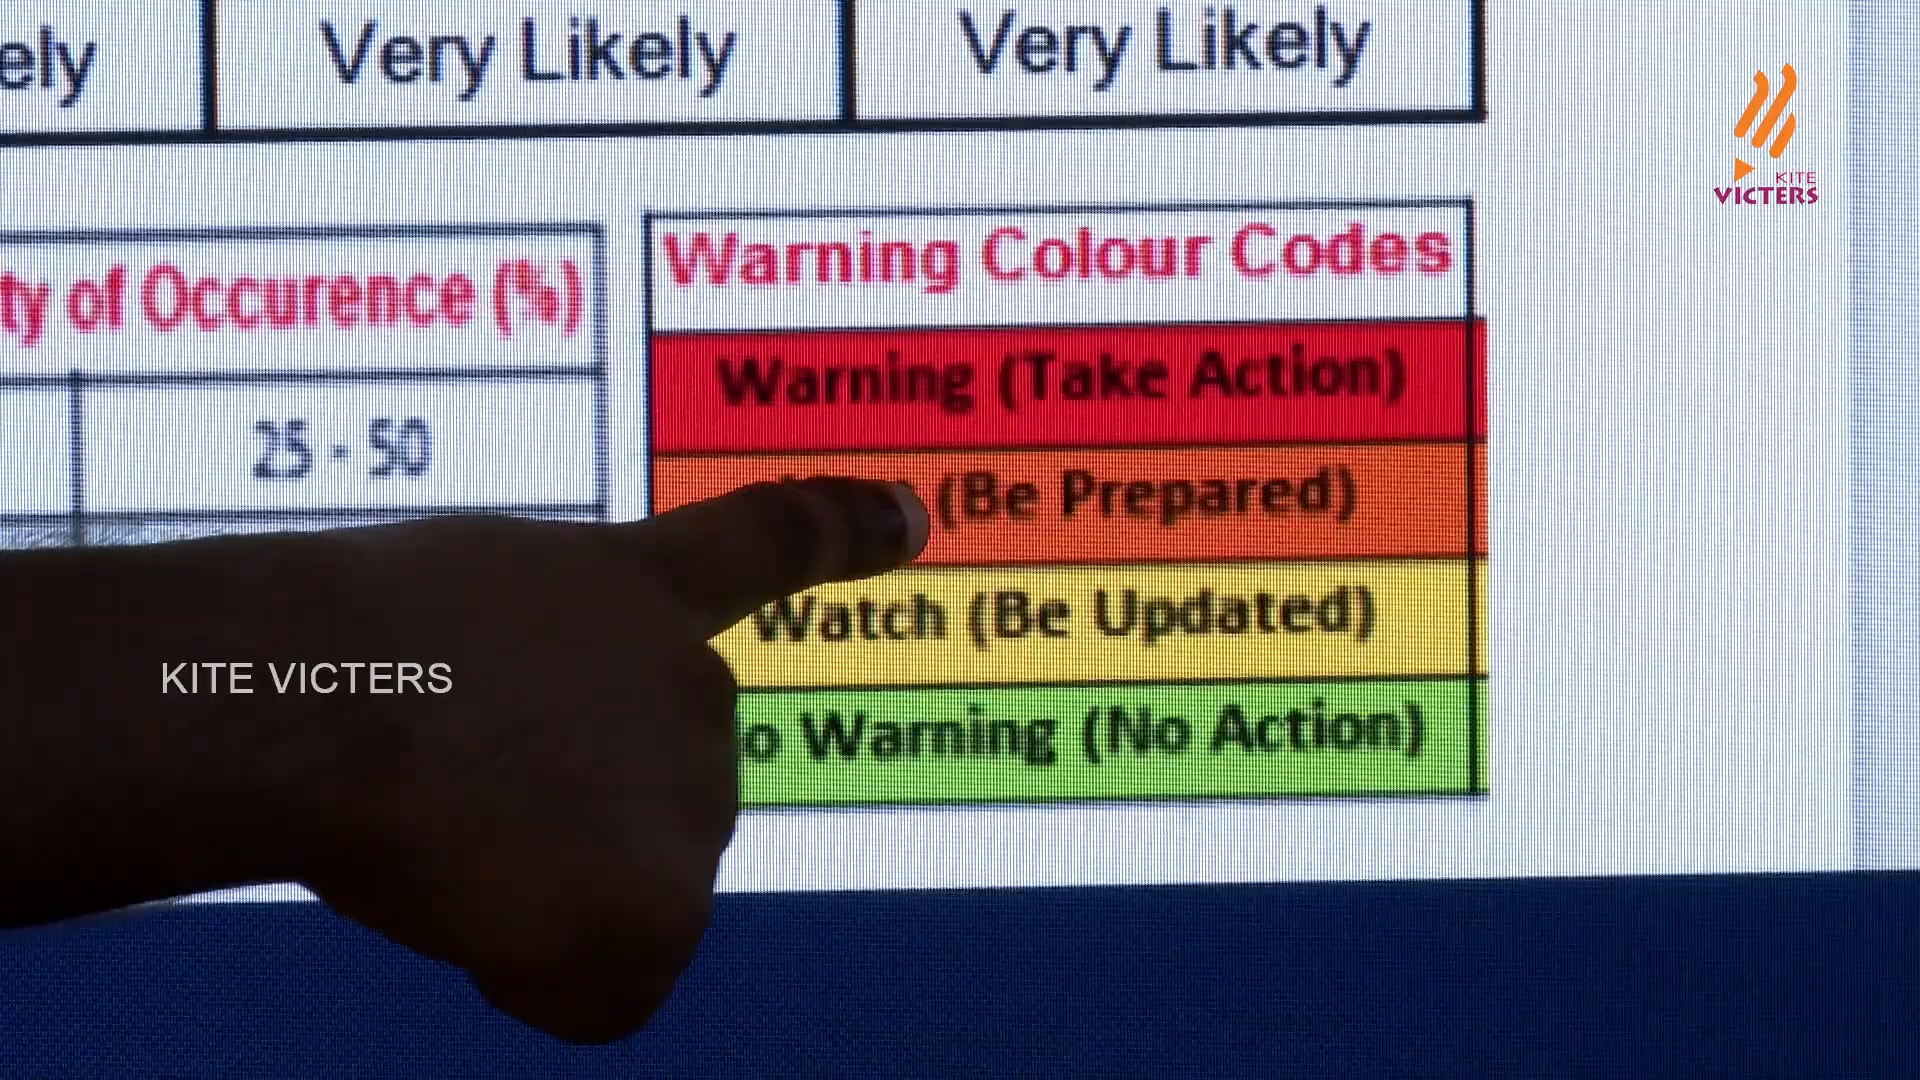 ely
Very Likely
Very Likely
KITE
VICTERS
ty of Occurence (%)
25 - 50
Warning Colour Codes
Warning (Take Action)
(Be Prepared)
Watch (Be Updated)
o Warning (No Action)
KITE VICTERS